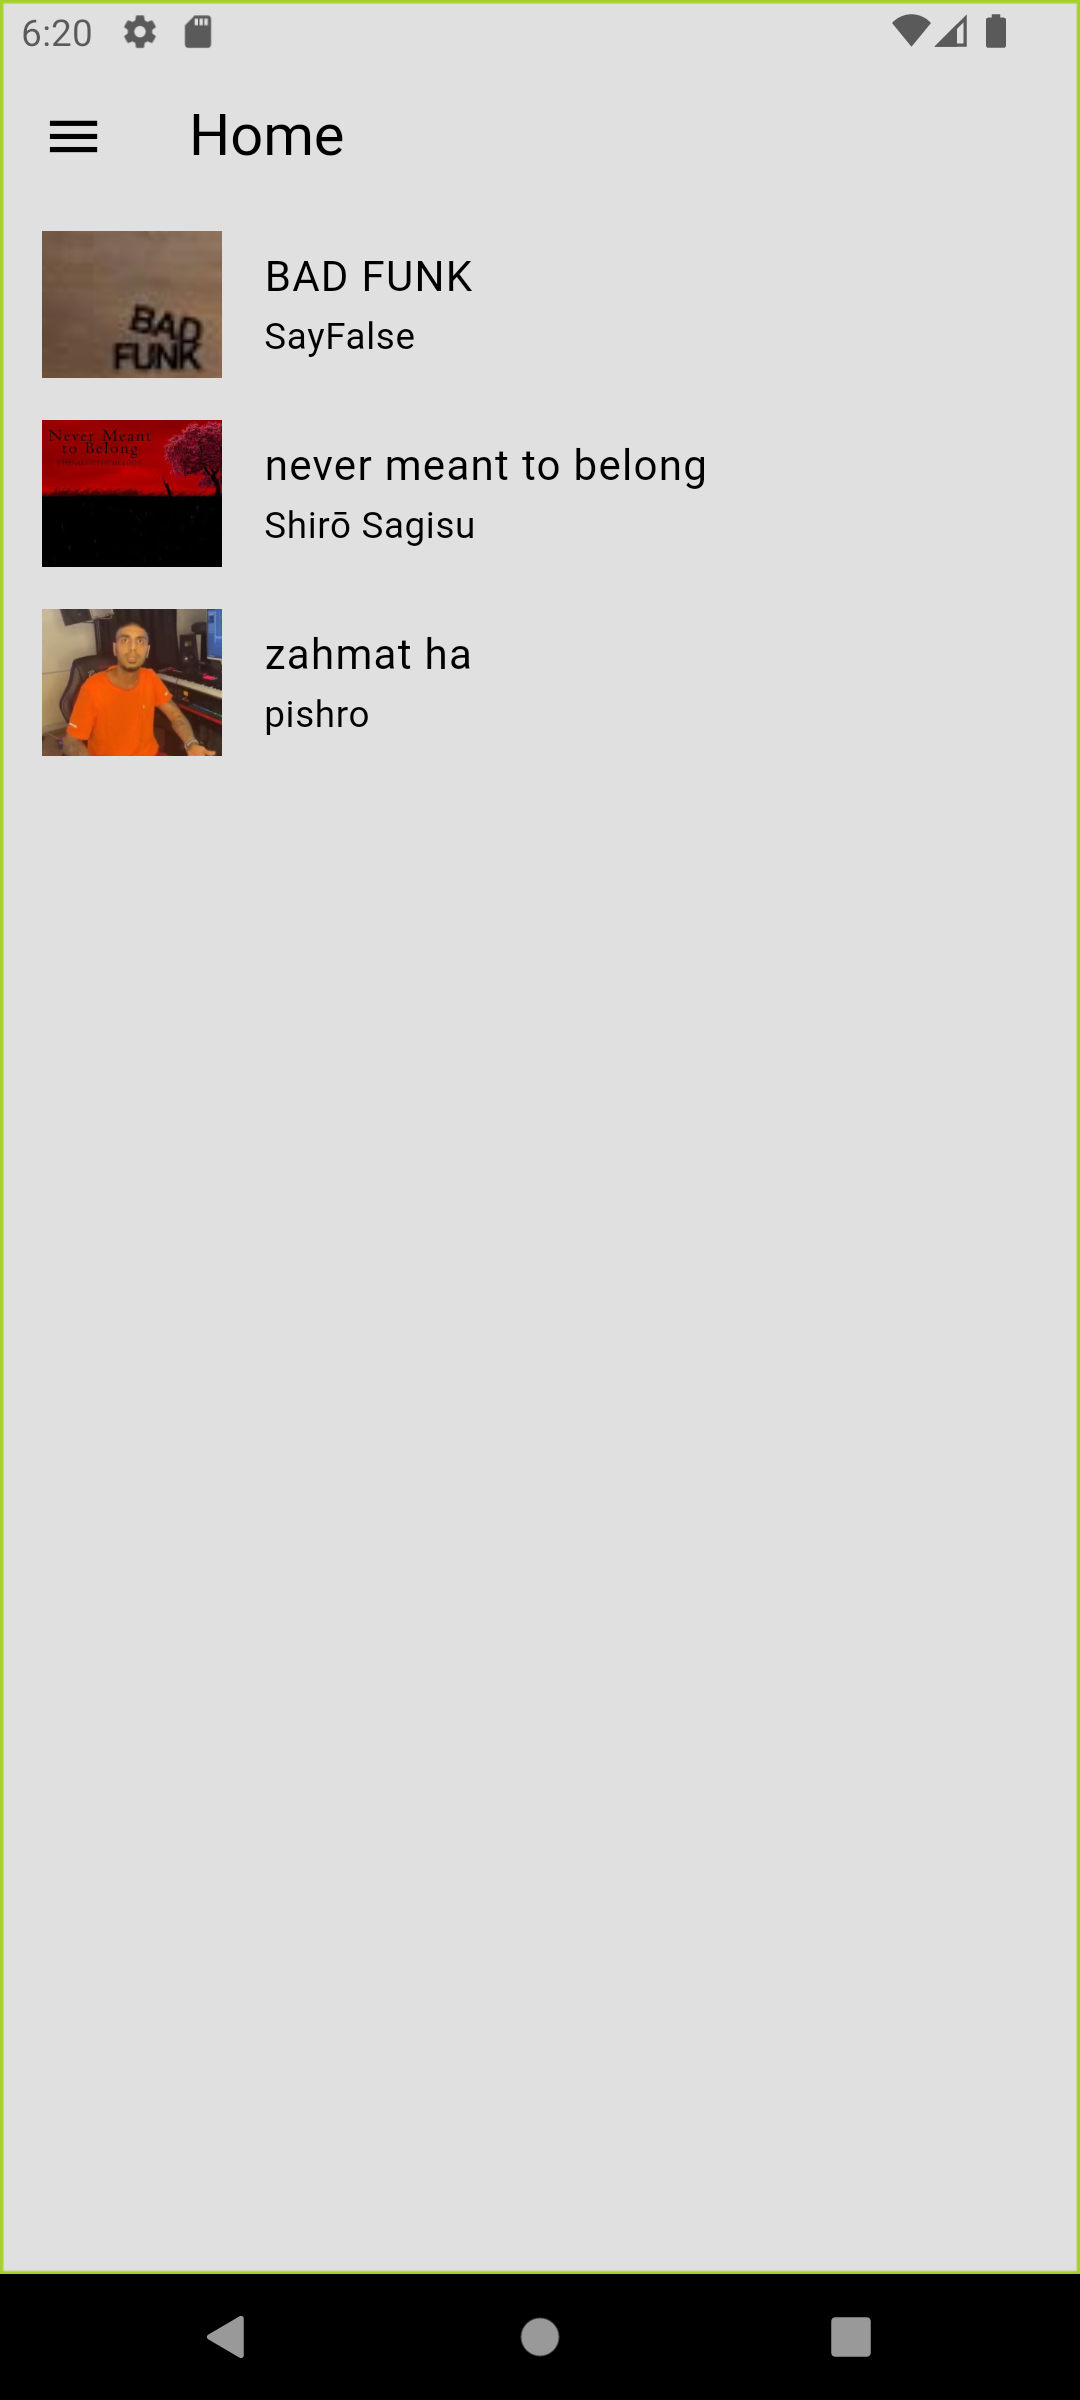 6:20
Home
BAD
FUNK
BAD FUNK
SayFalse
Never Meant
to Belong
never meant to belong
Shirō Sagisu
zahmat ha
pishro